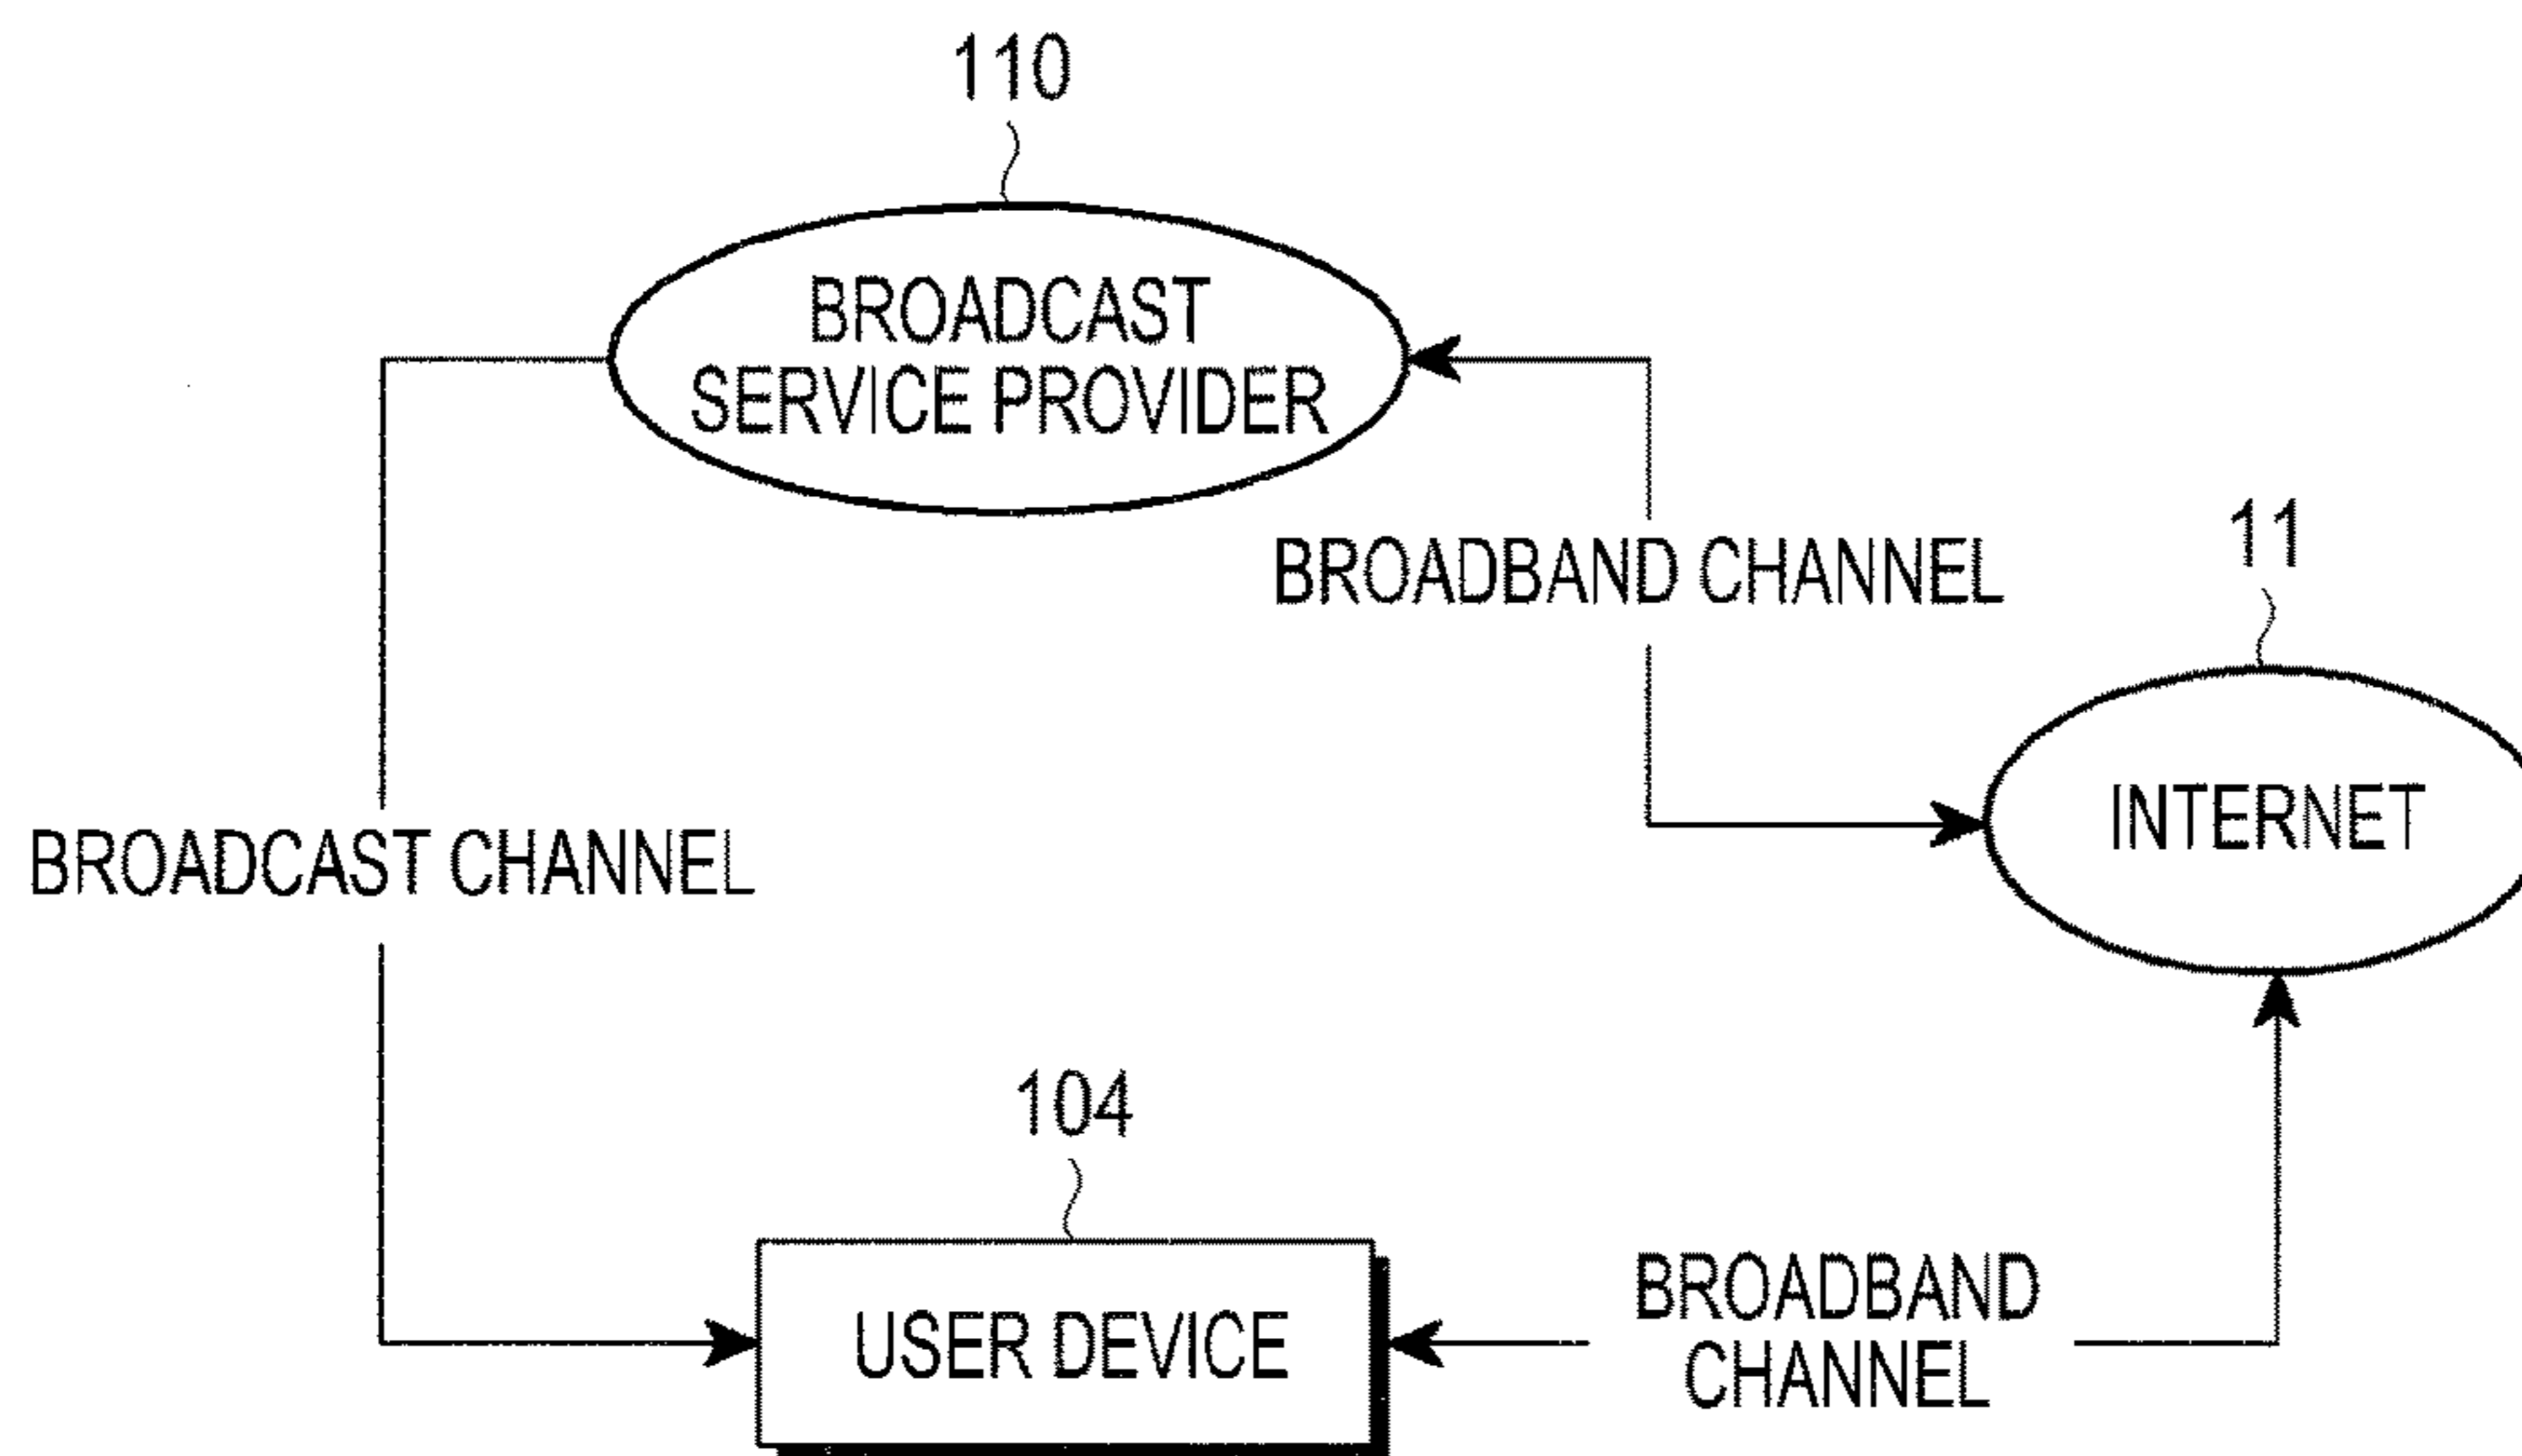 110
BROADCAST
SERVICE PROVIDER
BROADBAND CHANNEL
11
INTERNET
BROADCAST CHANNEL
104
USER DEVICE
BROADBAND
CHANNEL